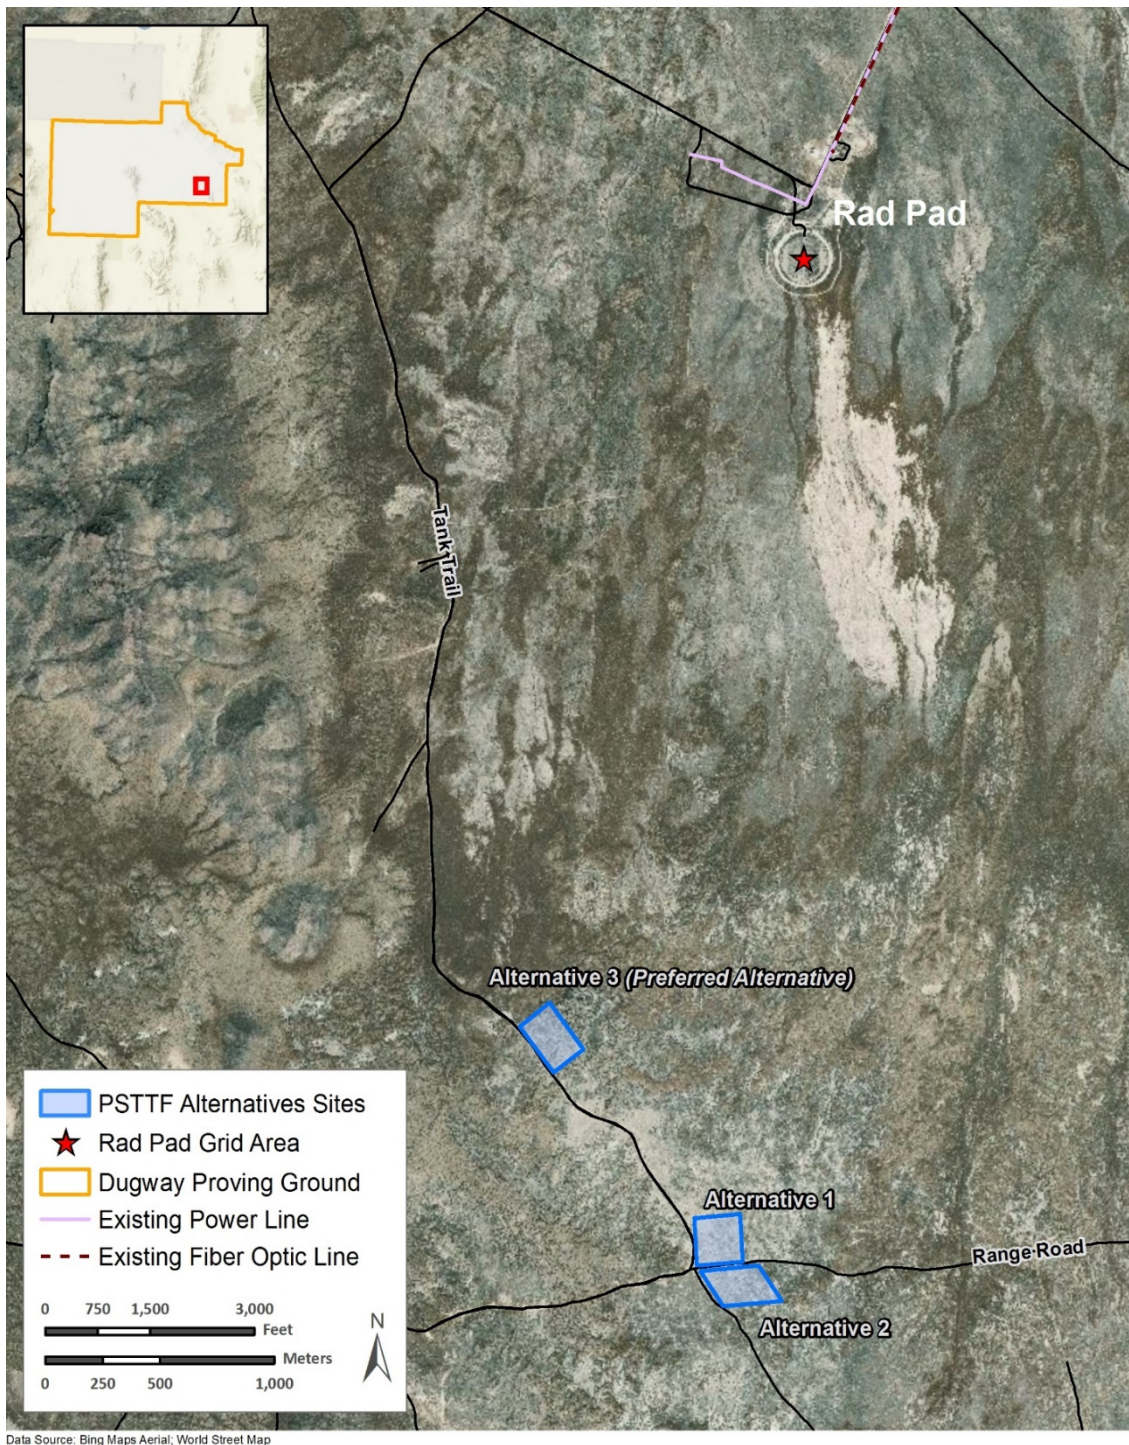 Rad Pad
Tank Trail
Alternative 3 (Preferred Alternative)
Alternative 1
Range Road
Alternative 2
PSTTF Alternatives Sites
Rad Pad Grid Area
Dugway Proving Ground
Existing Power Line
Existing Fiber Optic Line
0 750 1,500 3,000
Feet
Meters
0 250 500 1,000
N
Data Source: Bing Maps Aerial; World Street Map